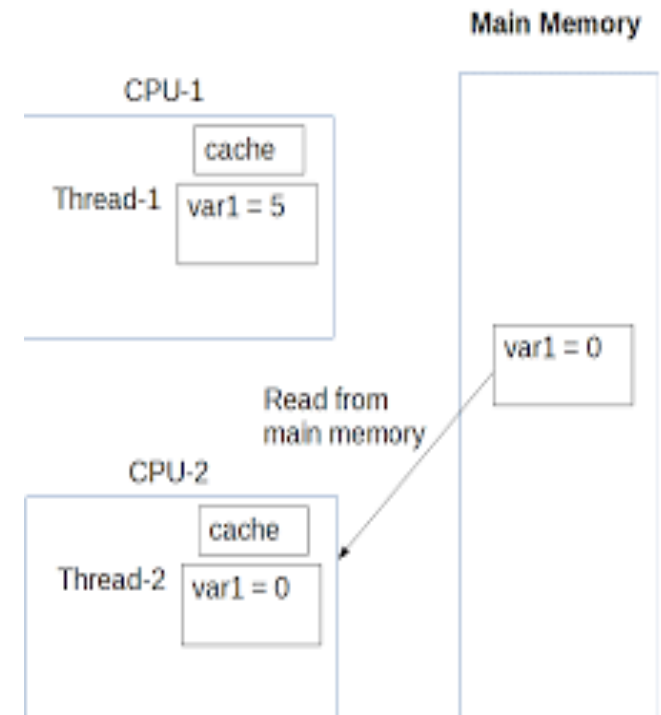 Main Memory
CPU-1
cache
Thread-1
var1 = 5
var1 = 0
Read from
main memory
CPU-2
cache
Thread-2
var1 = 0